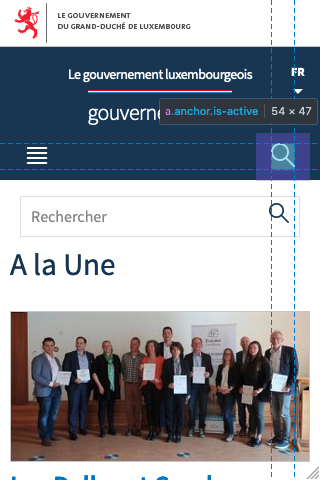 LE GOUVERNEMENT
DU GRAND-DUCHÉ DE LUXEMBOURG
Le gouvernement luxembourgeois
FR
gouverne
a.anchor.is-active 54 × 47
Rechercher
A la Une